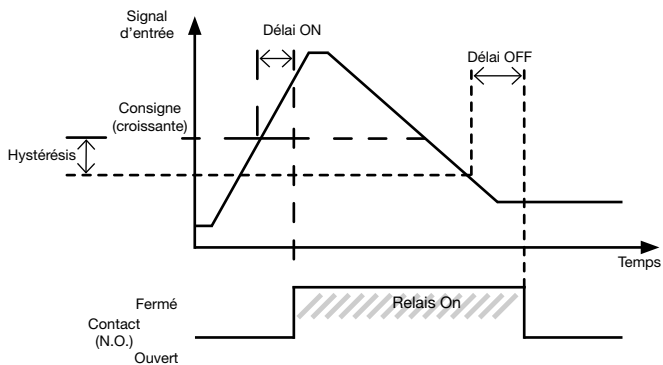 Signal
d'entrée
Délai ON
Délai OFF
Consigne
(croissante)
Hystérésis
Temps
Fermé
Relais On
Contact
(N.O.)
Ouvert